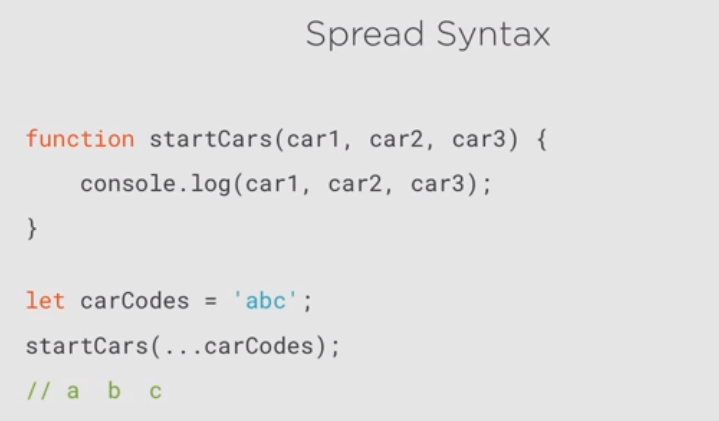 Spread Syntax
function startCars(car1, car2, car3) {
    console.log(car1, car2, car3);
}
let carCodes = 'abc';
startCars(...carCodes);
// a  b  c